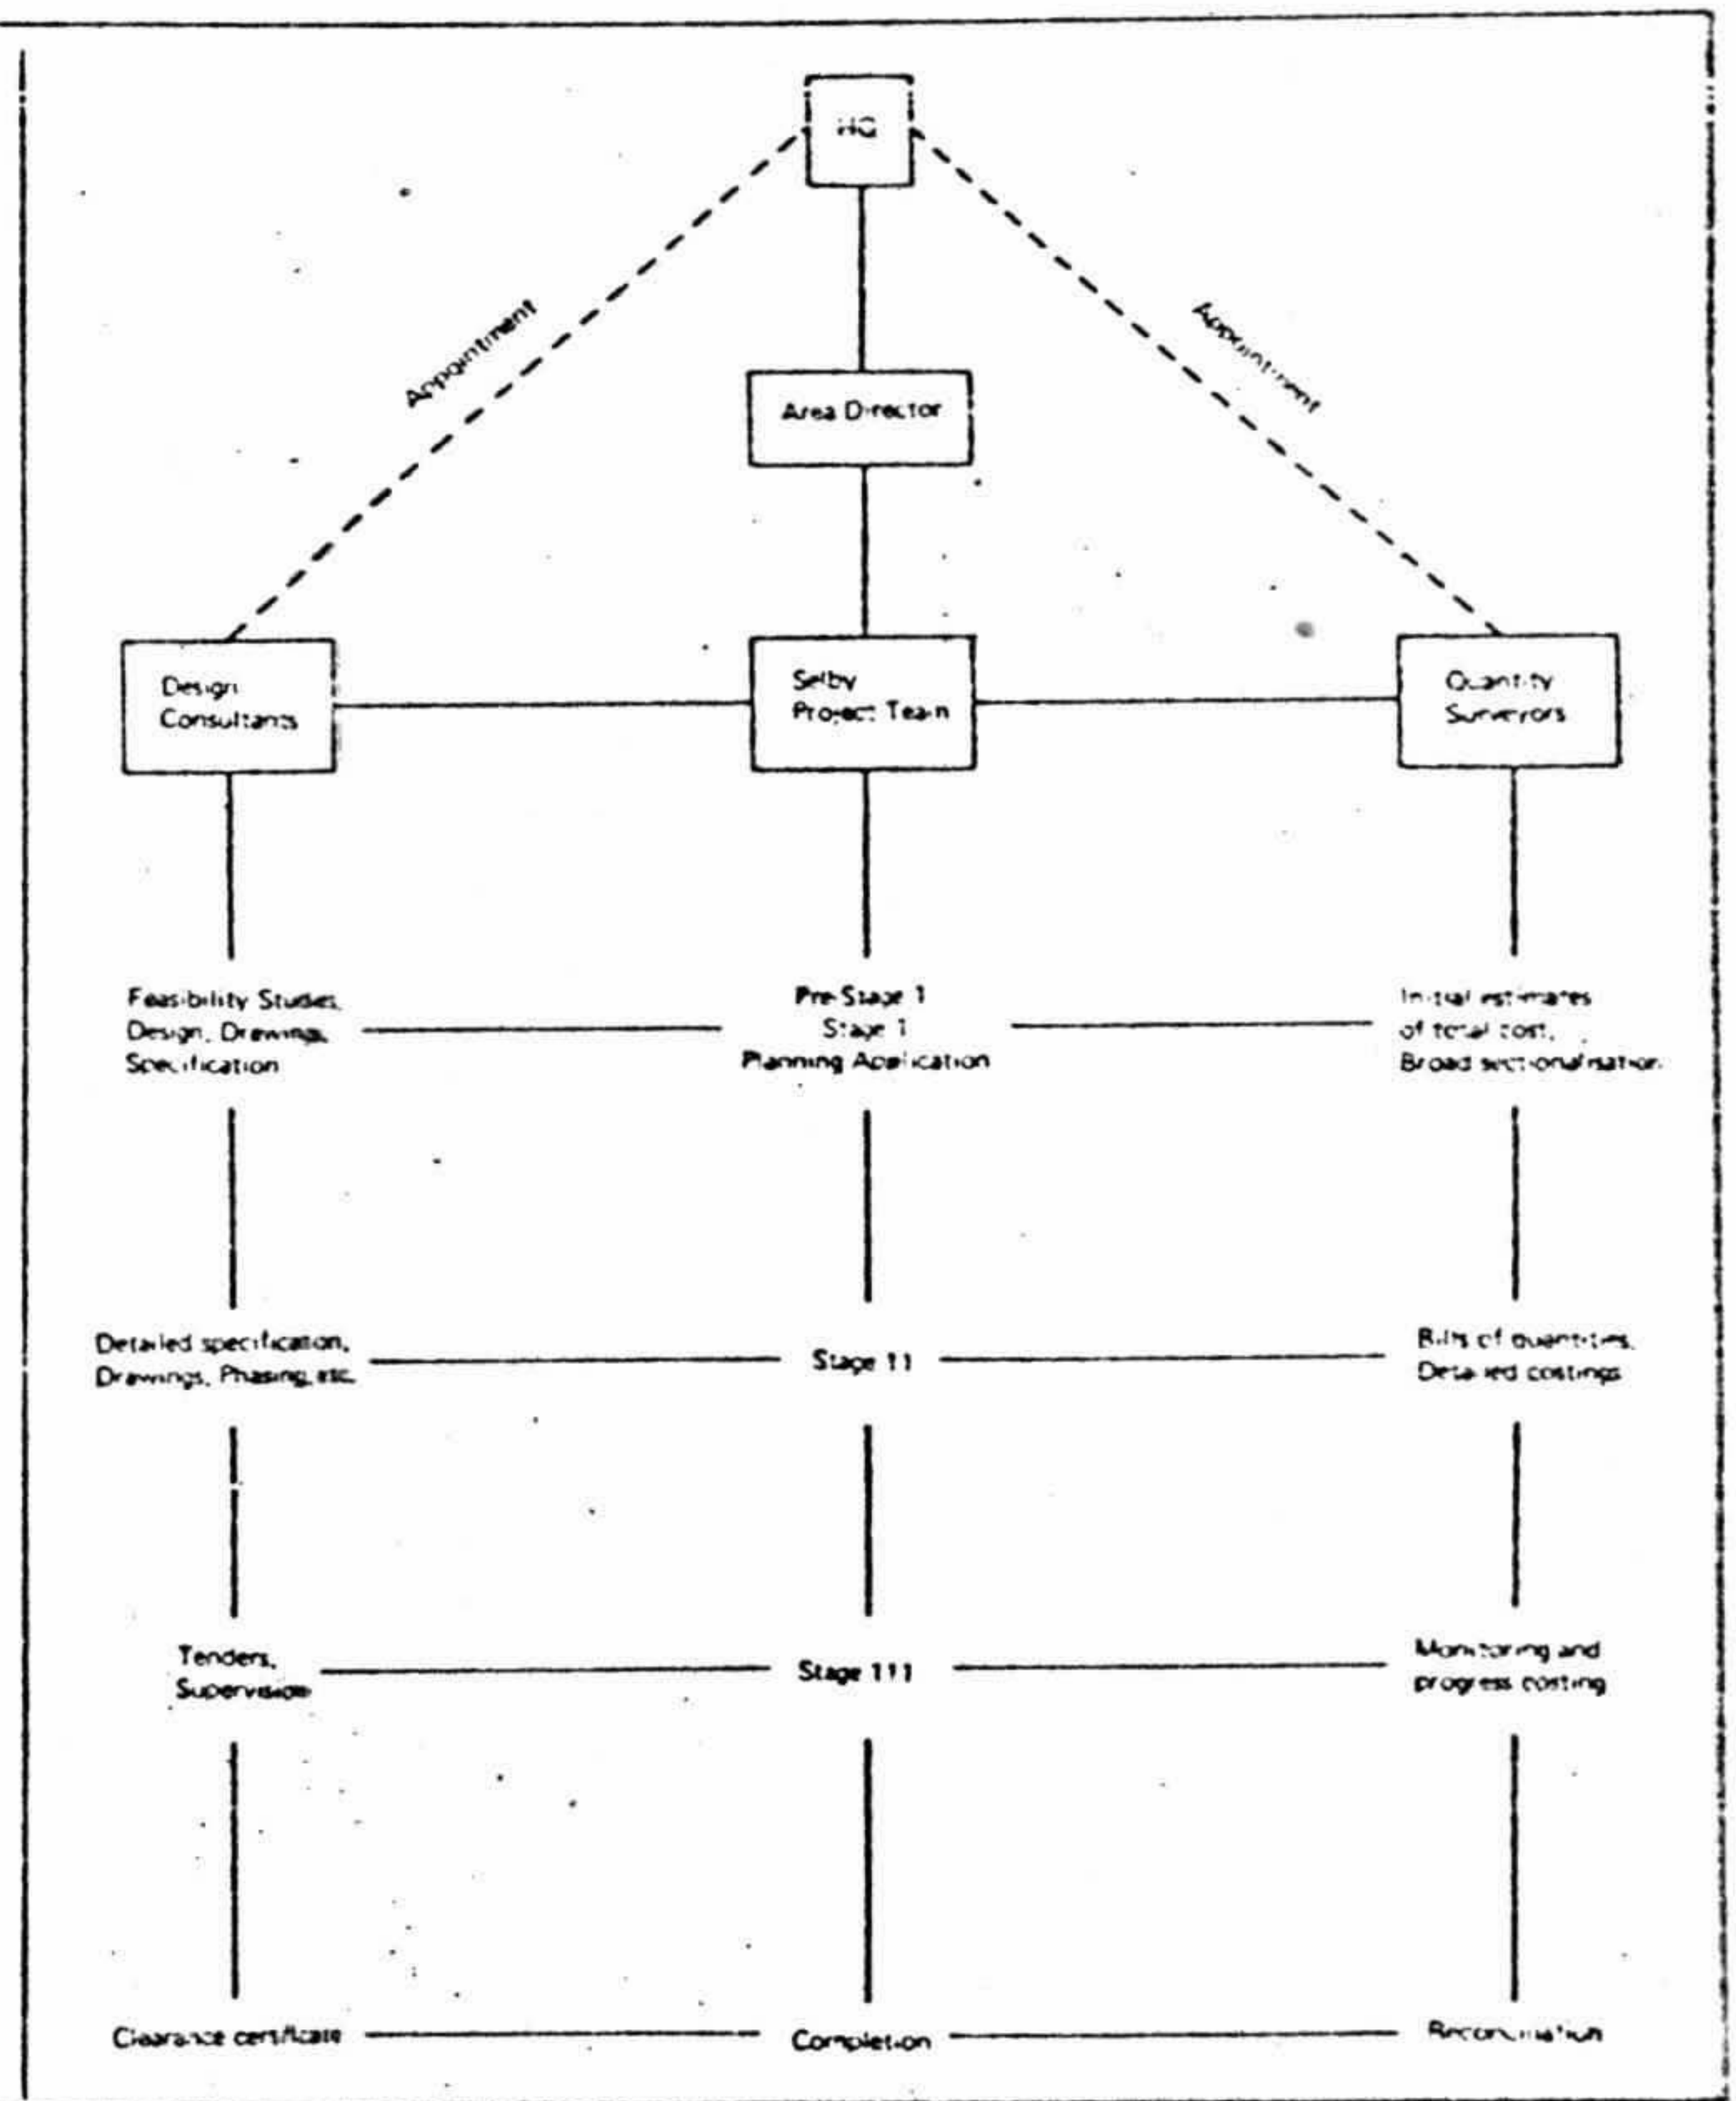 HQ
Appointment
Appointment
Area Director
Design
Consultants
Selby
Project Team
Quantity
Surveyors
Feasibility Studies,
Design, Drawings,
Specification
Pre-Stage 1
Stage 1
Planning Application
Initial estimates
of total cost,
Broad sectionalisation.
Detailed specification,
Drawings, Phasing, etc.
Stage 11
Bills of quantities,
Detailed costings
Tenders,
Supervision
Stage 111
Monitoring and
progress costing
Clearance certificate
Completion
Reconciliation